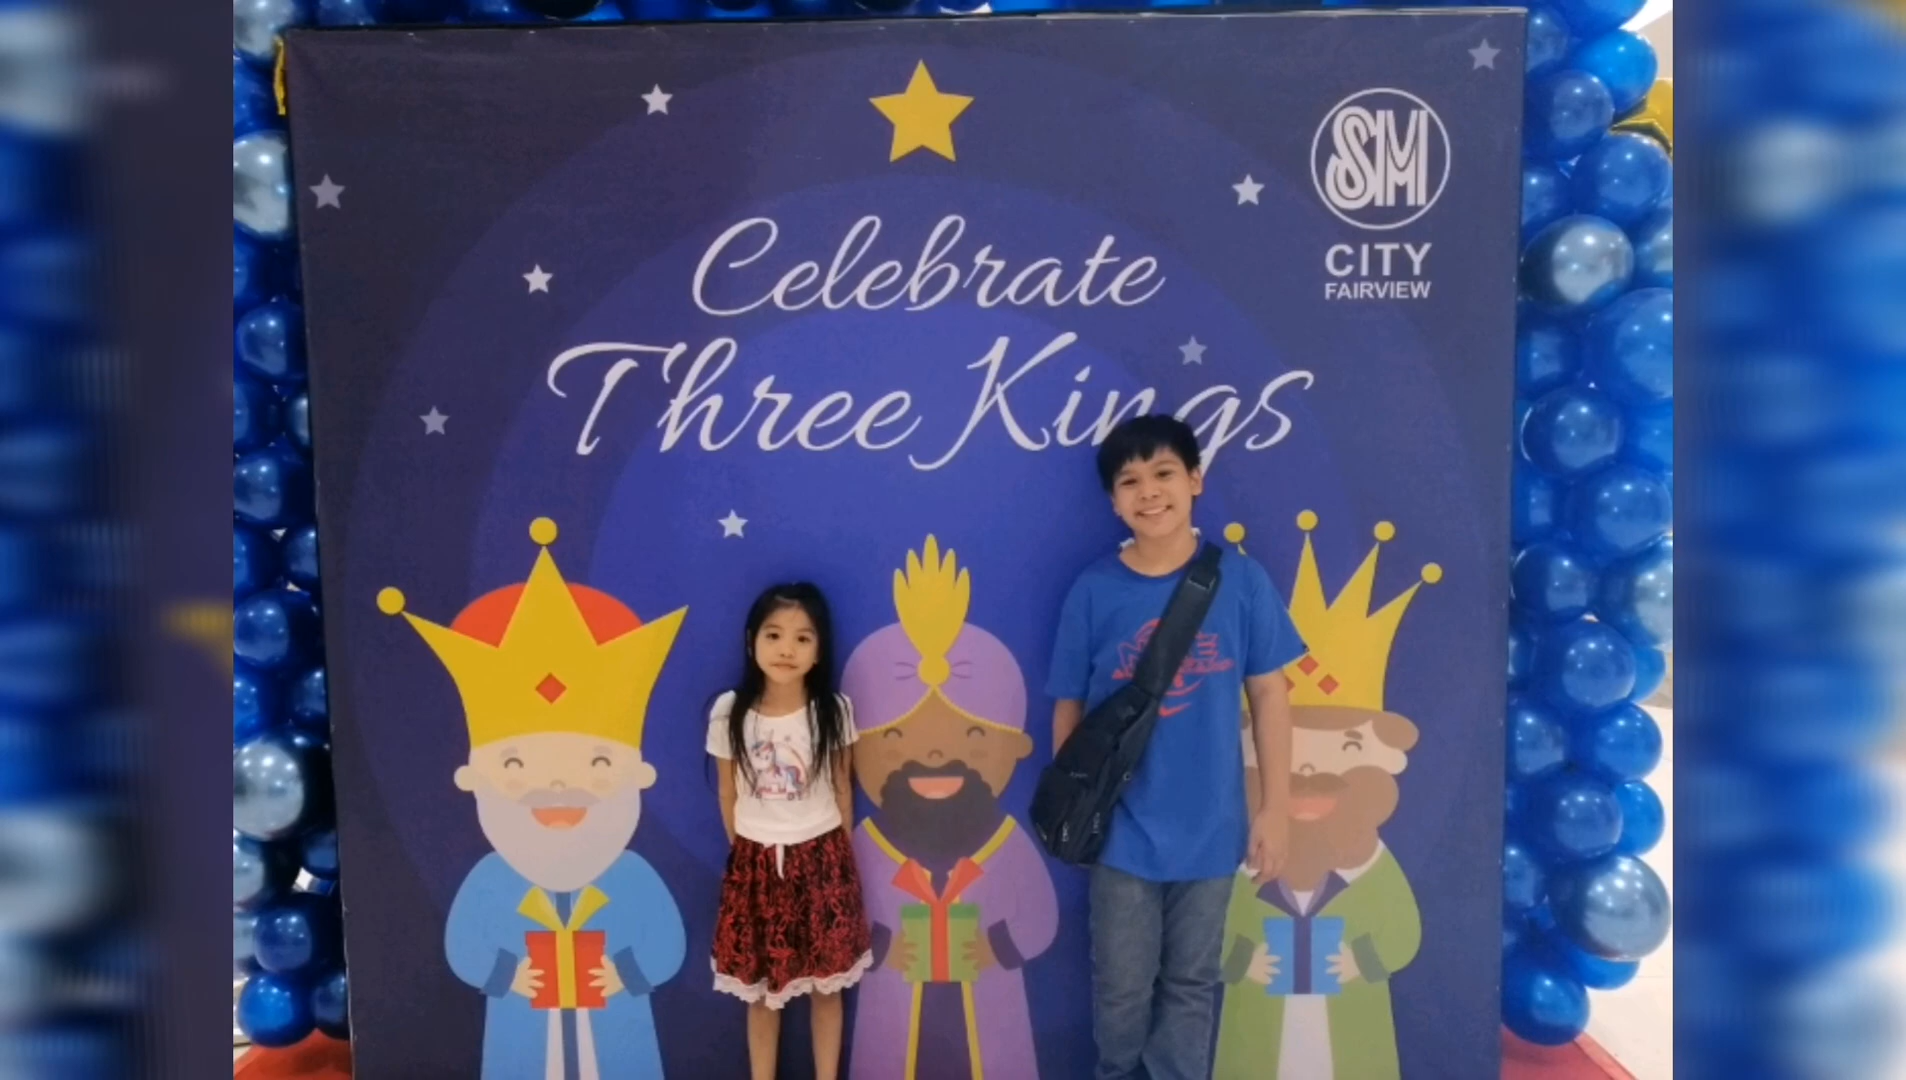 Celebrate
Three Kings
SM
CITY
FAIRVIEW